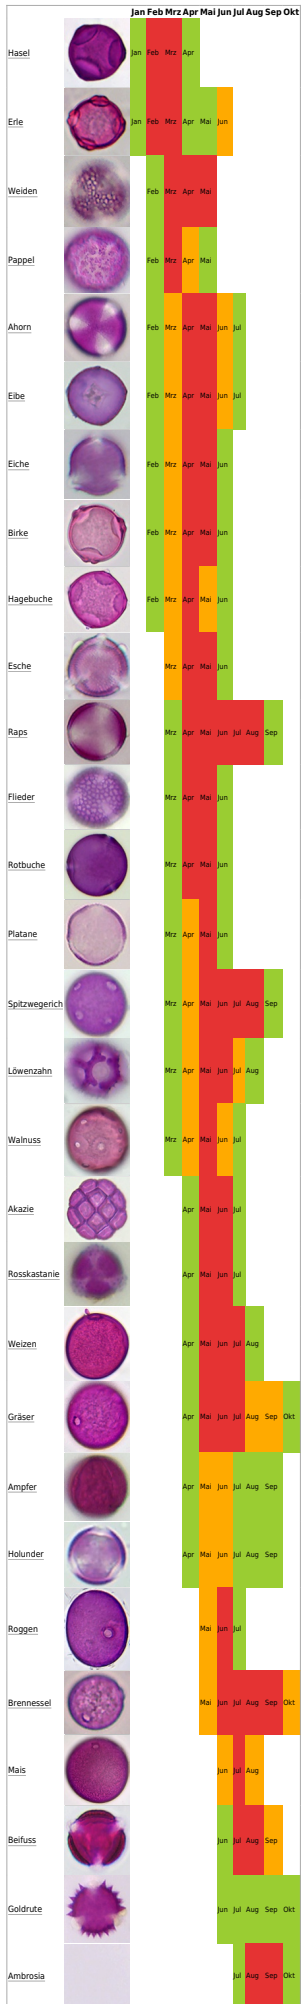 Jan Feb Mrz Apr Mai Jun Jul Aug Sep Okt
Hasel Jan Feb Mrz Apr
Erle Jan Feb Mrz Apr Mai Jun
Weiden Feb Mrz Apr Mai
Pappel Feb Mrz Apr Mai
Ahorn Feb Mrz Apr Mai Jun Jul
Eibe Feb Mrz Apr Mai Jun Jul
Eiche Feb Mrz Apr Mai Jun
Birke Feb Mrz Apr Mai Jun
Hagebuche Feb Mrz Apr Mai Jun
Esche Mrz Apr Mai Jun
Raps Mrz Apr Mai Jun Jul Aug Sep
Flieder Mrz Apr Mai Jun
Rotbuche Mrz Apr Mai Jun
Platane Mrz Apr Mai Jun
Spitzwegerich Mrz Apr Mai Jun Jul Aug Sep
Löwenzahn Mrz Apr Mai Jun Jul Aug
Walnuss Mrz Apr Mai Jun Jul
Akazie Apr Mai Jun Jul
Rosskastanie Apr Mai Jun Jul
Weizen Apr Mai Jun Jul Aug
Gräser Apr Mai Jun Jul Aug Sep Okt
Ampfer Apr Mai Jun Jul Aug Sep
Holunder Apr Mai Jun Jul Aug Sep
Roggen Mai Jun Jul
Brennessel Mai Jun Jul Aug Sep Okt
Mais Jun Jul Aug
Beifuss Jun Jul Aug Sep
Goldrute Jun Jul Aug Sep Okt
Ambrosia Jul Aug Sep Okt